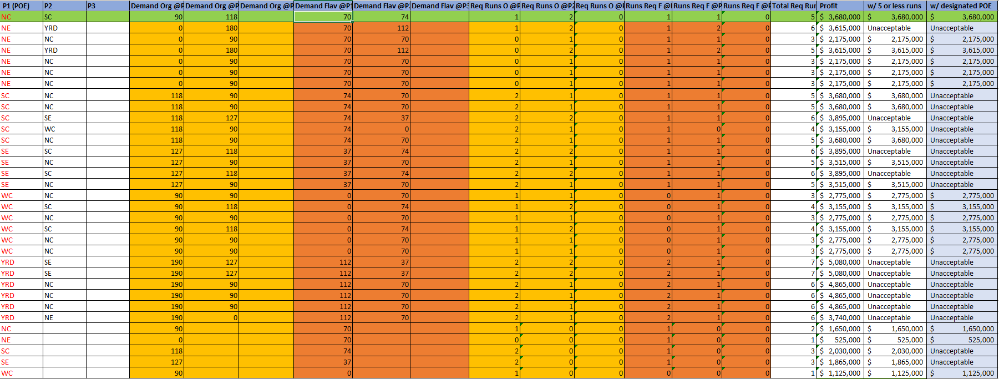 P1 (POE) P2 P3 Demand Org @P Demand Org @P Demand Org @P Demand Flav @P1 Demand Flav @P Demand Flav @P3 Req Runs O @P Req Runs O @P2 Req Runs O @ Runs Req F @ Runs Req F @P Runs Req F @P Total Req Run Profit w/ 5 or less runs w/ designated POE
NC SC 90 118 70 74 1 2 0 1 1 0 5 $ 3,680,000 $ 3,680,000 $ 3,680,000
NE YRD 0 180 70 112 1 2 0 1 2 0 6 $ 3,615,000 Unacceptable Unacceptable
NE NC 0 90 70 70 0 1 0 1 1 0 3 $ 2,175,000 $ 2,175,000 $ 2,175,000
NE YRD 0 180 70 112 0 2 0 1 2 0 5 $ 3,615,000 $ 3,615,000 $ 3,615,000
NE NC 0 90 70 70 0 1 0 1 1 0 3 $ 2,175,000 $ 2,175,000 $ 2,175,000
NE NC 0 90 70 70 0 1 0 1 1 0 3 $ 2,175,000 $ 2,175,000 $ 2,175,000
NE NC 0 90 70 70 0 1 0 1 1 0 3 $ 2,175,000 $ 2,175,000 $ 2,175,000
SC NC 118 90 74 70 2 1 0 1 1 0 5 $ 3,680,000 $ 3,680,000 Unacceptable
SC NC 118 90 74 70 2 1 0 1 1 0 5 $ 3,680,000 $ 3,680,000 Unacceptable
SC SE 118 127 74 37 2 2 0 1 1 0 6 $ 3,895,000 Unacceptable Unacceptable
SC WC 118 90 74 0 2 1 0 1 0 0 4 $ 3,155,000 $ 3,155,000 Unacceptable
SC NC 118 90 74 70 2 1 0 1 1 0 5 $ 3,680,000 $ 3,680,000 Unacceptable
SE SC 127 118 37 74 2 2 0 1 1 0 6 $ 3,895,000 Unacceptable Unacceptable
SE NC 127 90 37 70 2 1 0 1 1 0 5 $ 3,515,000 $ 3,515,000 Unacceptable
SE SC 127 118 37 74 2 2 0 1 1 0 6 $ 3,895,000 Unacceptable Unacceptable
SE NC 127 90 37 70 2 1 0 1 1 0 5 $ 3,515,000 $ 3,515,000 Unacceptable
WC NC 90 90 0 70 1 1 0 0 1 0 3 $ 2,775,000 $ 2,775,000 $ 2,775,000
WC SC 90 118 0 74 1 2 0 0 1 0 4 $ 3,155,000 $ 3,155,000 $ 3,155,000
WC NC 90 90 0 70 1 1 0 0 1 0 3 $ 2,775,000 $ 2,775,000 $ 2,775,000
WC SC 90 118 0 74 1 2 0 0 1 0 4 $ 3,155,000 $ 3,155,000 $ 3,155,000
WC NC 90 90 0 70 1 1 0 0 1 0 3 $ 2,775,000 $ 2,775,000 $ 2,775,000
WC NC 90 90 0 70 1 1 0 0 1 0 3 $ 2,775,000 $ 2,775,000 $ 2,775,000
YRD SE 190 127 112 37 2 2 0 2 1 0 7 $ 5,080,000 Unacceptable Unacceptable
YRD SE 190 127 112 37 2 2 0 2 1 0 7 $ 5,080,000 Unacceptable Unacceptable
YRD NC 190 90 112 70 2 1 0 2 1 0 6 $ 4,865,000 Unacceptable Unacceptable
YRD NC 190 90 112 70 2 1 0 2 1 0 6 $ 4,865,000 Unacceptable Unacceptable
YRD NC 190 90 112 70 2 1 0 2 1 0 6 $ 4,865,000 Unacceptable Unacceptable
YRD NE 190 0 112 70 2 1 0 2 1 0 6 $ 3,740,000 Unacceptable Unacceptable
NC 90 70 1 0 0 1 0 0 2 $ 1,650,000 $ 1,650,000 $ 1,650,000
NE 0 70 0 0 0 1 0 0 1 $ 525,000 $ 525,000 $ 525,000
SC 118 74 2 0 0 1 0 0 3 $ 2,030,000 $ 2,030,000 Unacceptable
SE 127 37 2 0 0 1 0 0 3 $ 1,865,000 $ 1,865,000 Unacceptable
WC 90 0 1 0 0 0 0 0 1 $ 1,125,000 $ 1,125,000 $ 1,125,000